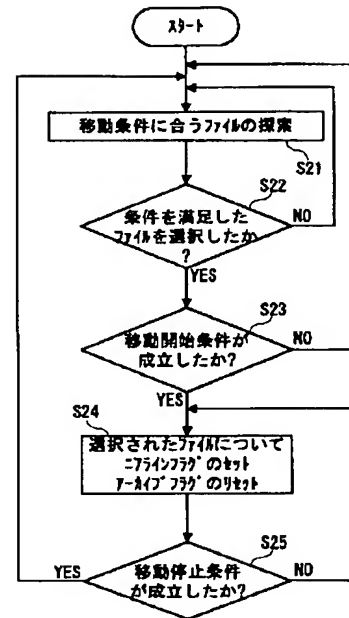 スタート
移動条件に合うファイルの探索
S21
S22
条件を満足した
ファイルを選択したか
?
NO
YES
S23
移動開始条件が
成立したか?
NO
YES
S24
選択されたファイルについて
ニアラインフラグのセット
アーカイブフラグのリセット
S25
YES
移動停止条件
が成立したか?
NO